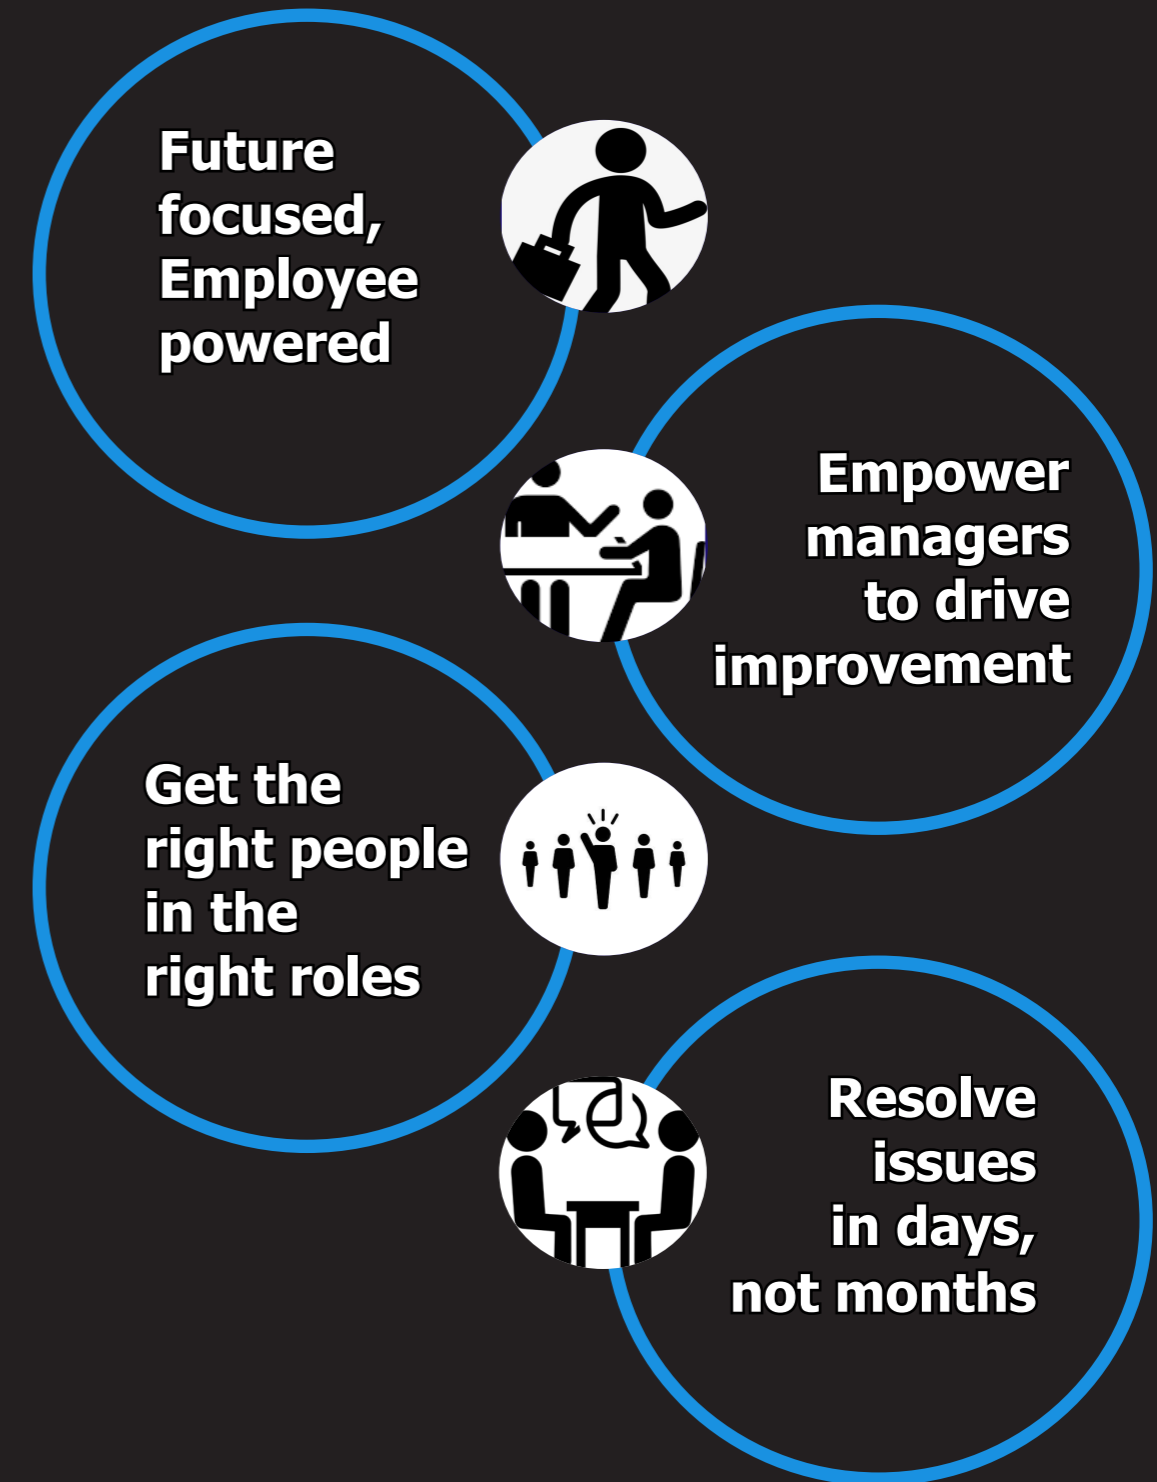 Future
focused,
Employee
powered
Empower
managers
to drive
improvement
Get the
right people
in the
right roles
Resolve
issues
in days,
not months